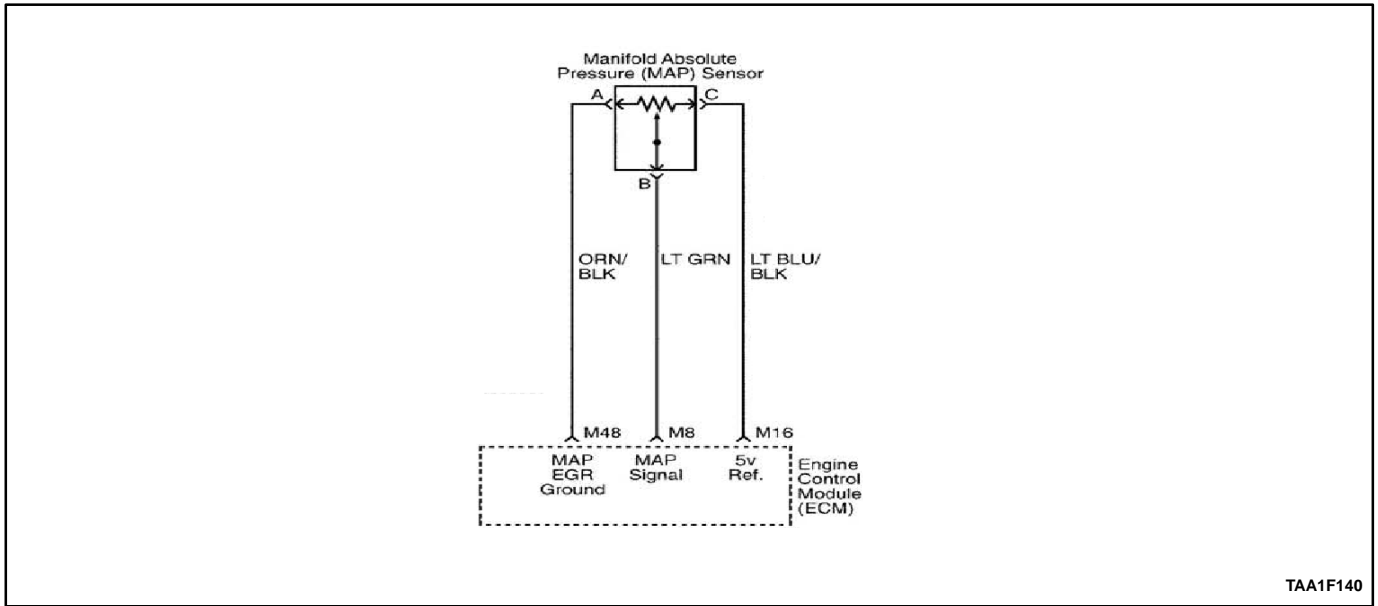 Manifold Absolute
Pressure (MAP) Sensor
A
C
B
ORN/
BLK
LT GRN
LT BLU/
BLK
M48
M8
M16
MAP
EGR
Ground
MAP
Signal
5v
Ref.
Engine
Control
Module
(ECM)
TAA1F140